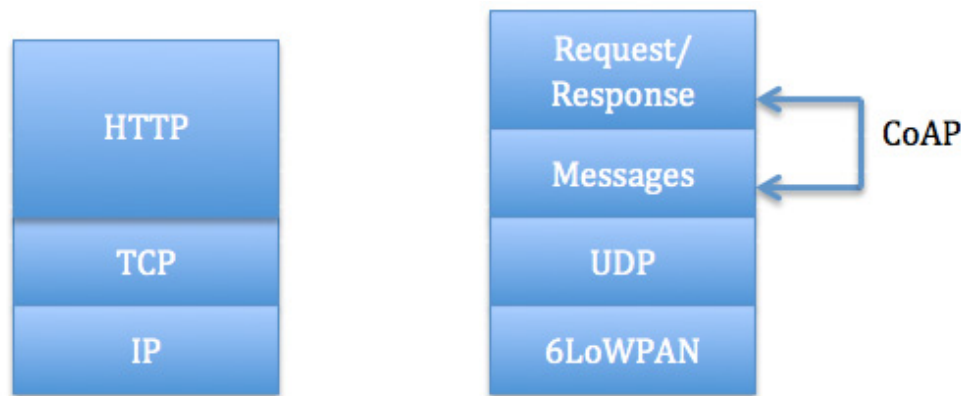 HTTP
TCP
IP
Request/
Response
Messages
UDP
6LoWPAN
CoAP